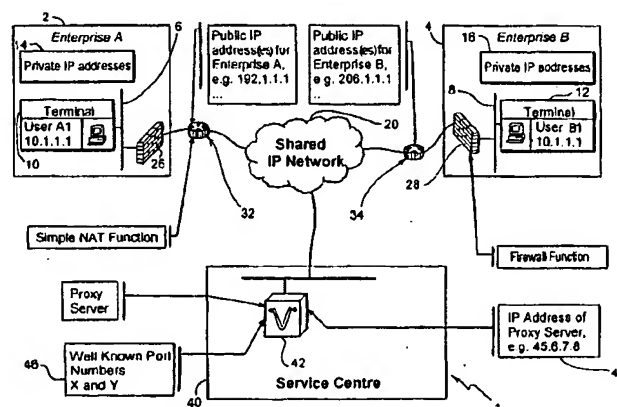 2
Enterprise A
14
Private IP addresses
6
Terminal
User A1
10.1.1.1
10
26
Public IP
address(es) for
Enterprise A,
e.g. 192.1.1.1
...
Public IP
address(es) for
Enterprise B,
e.g. 206.1.1.1
...
20
Shared
IP Network
32
34
4
16
Enterprise B
Private IP addresses
8
12
Terminal
User B1
10.1.1.1
28
Simple NAT Function
Firewall Function
Proxy
Server
Well Known Port
Numbers
X and Y
40
42
Service Centre
IP Address of
Proxy Server,
e.g. 45.6.7.8